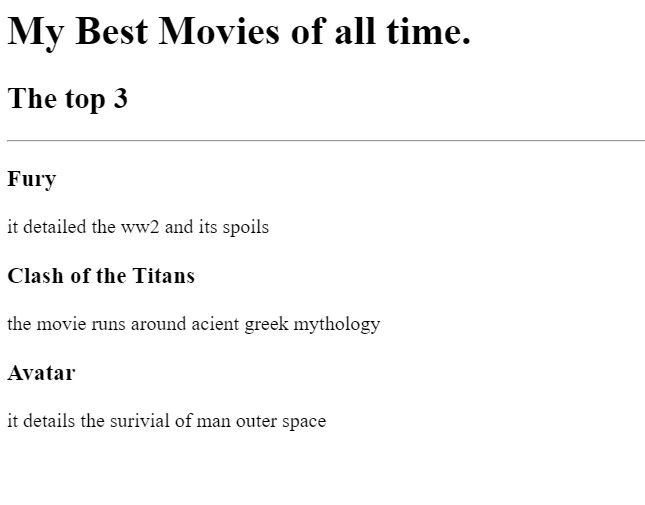 My Best Movies of all time.
The top 3
Fury
it detailed the ww2 and its spoils
Clash of the Titans
the movie runs around acient greek mythology
Avatar
it details the surivial of man outer space